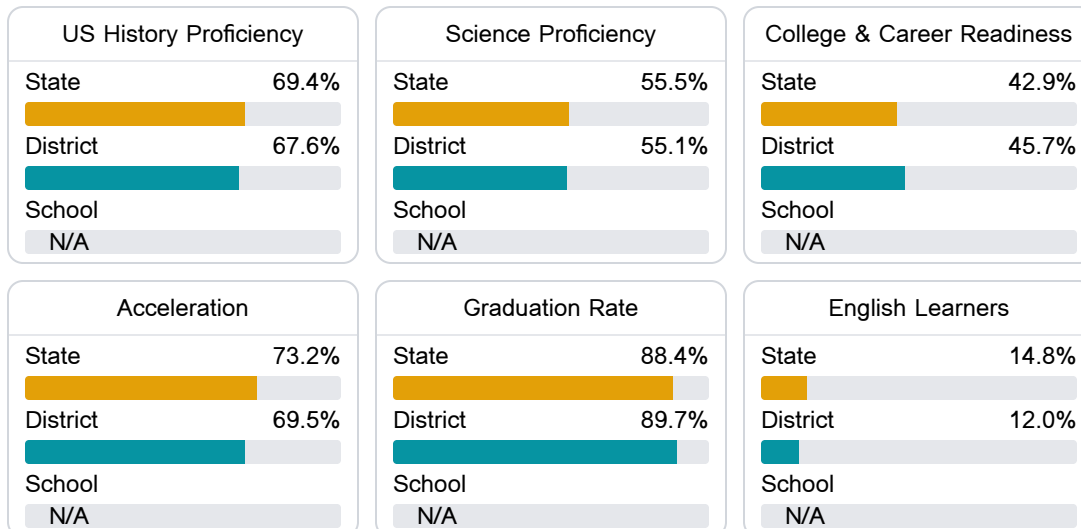 US History Proficiency
State 69.4%
District 67.6%
School
N/A
Science Proficiency
State 55.5%
District 55.1%
School
N/A
College & Career Readiness
State 42.9%
District 45.7%
School
N/A
Acceleration
State 73.2%
District 69.5%
School
N/A
Graduation Rate
State 88.4%
District 89.7%
School
N/A
English Learners
State 14.8%
District 12.0%
School
N/A